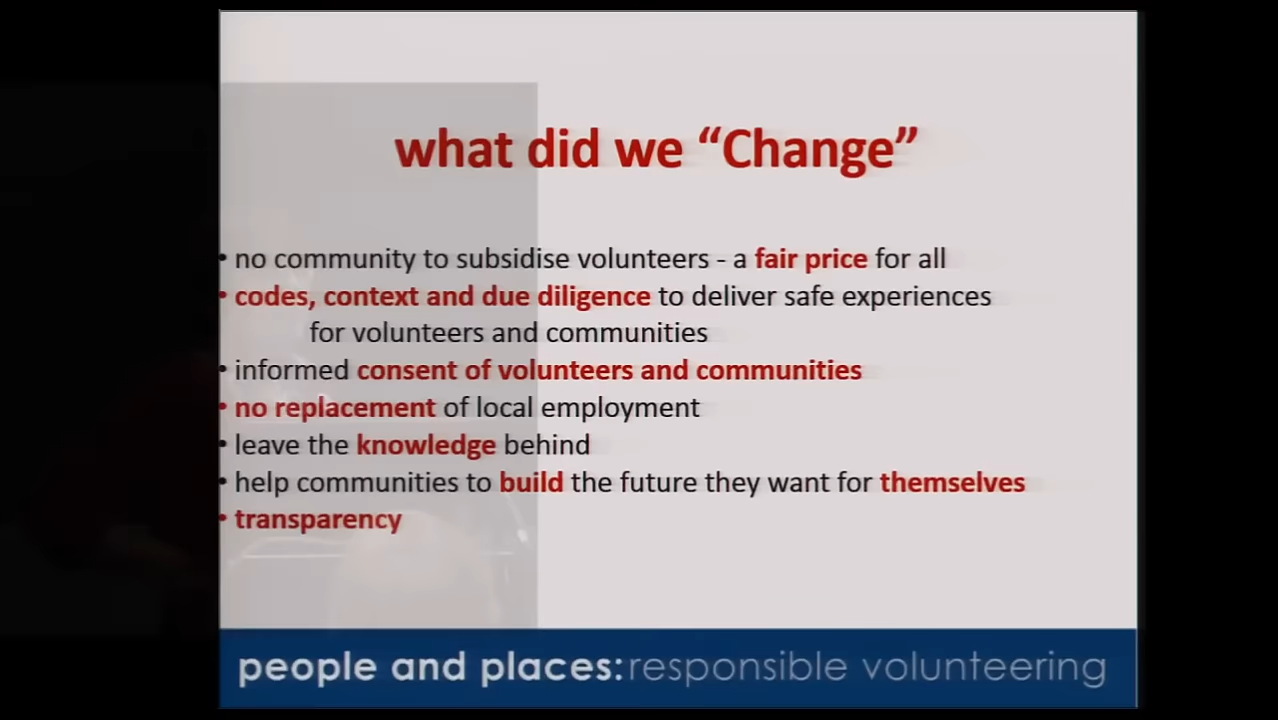 what did we “Change”
• no community to subsidise volunteers - a fair price for all
• codes, context and due diligence to deliver safe experiences
for volunteers and communities
• informed consent of volunteers and communities
• no replacement of local employment
• leave the knowledge behind
• help communities to build the future they want for themselves
• transparency
people and places:responsible volunteering